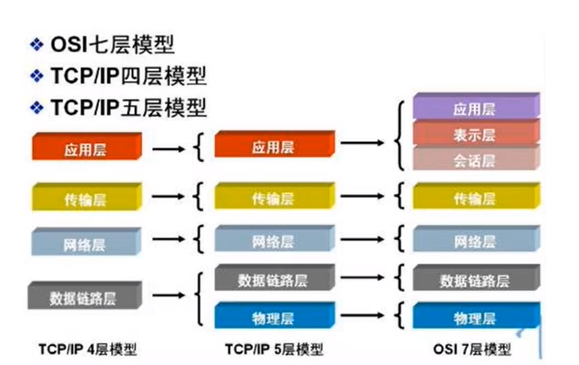 ❖ OSI七层模型
❖ TCP/IP四层模型
❖ TCP/IP五层模型
应用层
传输层
网络层
数据链路层
TCP/IP 4层模型
应用层
传输层
网络层
数据链路层
物理层
TCP/IP 5层模型
应用层
表示层
会话层
传输层
网络层
数据链路层
物理层
OSI 7层模型